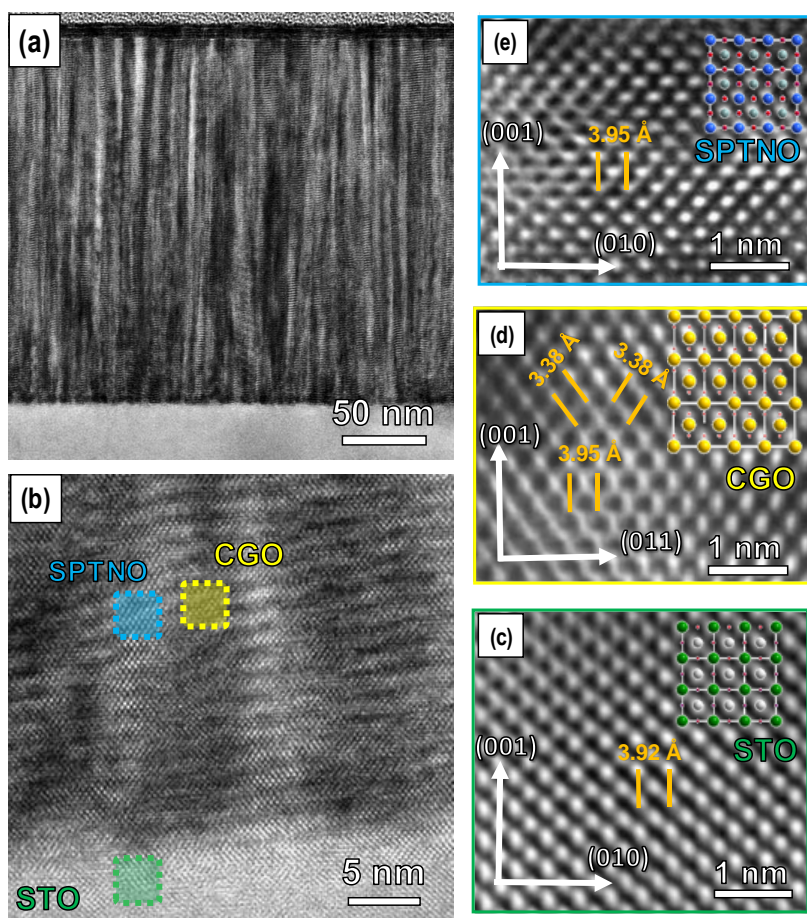 (a)
50 nm
(b)
SPTNO
CGO
STO
5 nm
(e)
(001)
3.95 Å
SPTNO
(010)
1 nm
(d)
3.38 Å
3.38 Å
(001)
3.95 Å
CGO
(011)
1 nm
(c)
(001)
3.92 Å
STO
(010)
1 nm